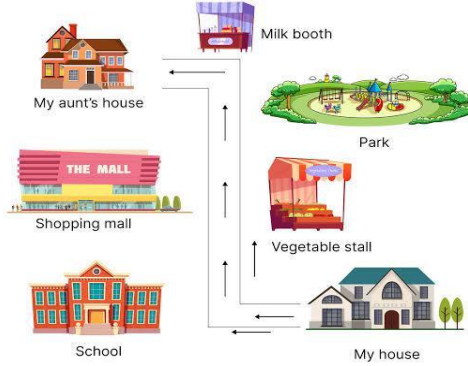 Milk booth
My aunt's house
Park
THE MALL
Shopping mall
Vegetable stall
School
My house